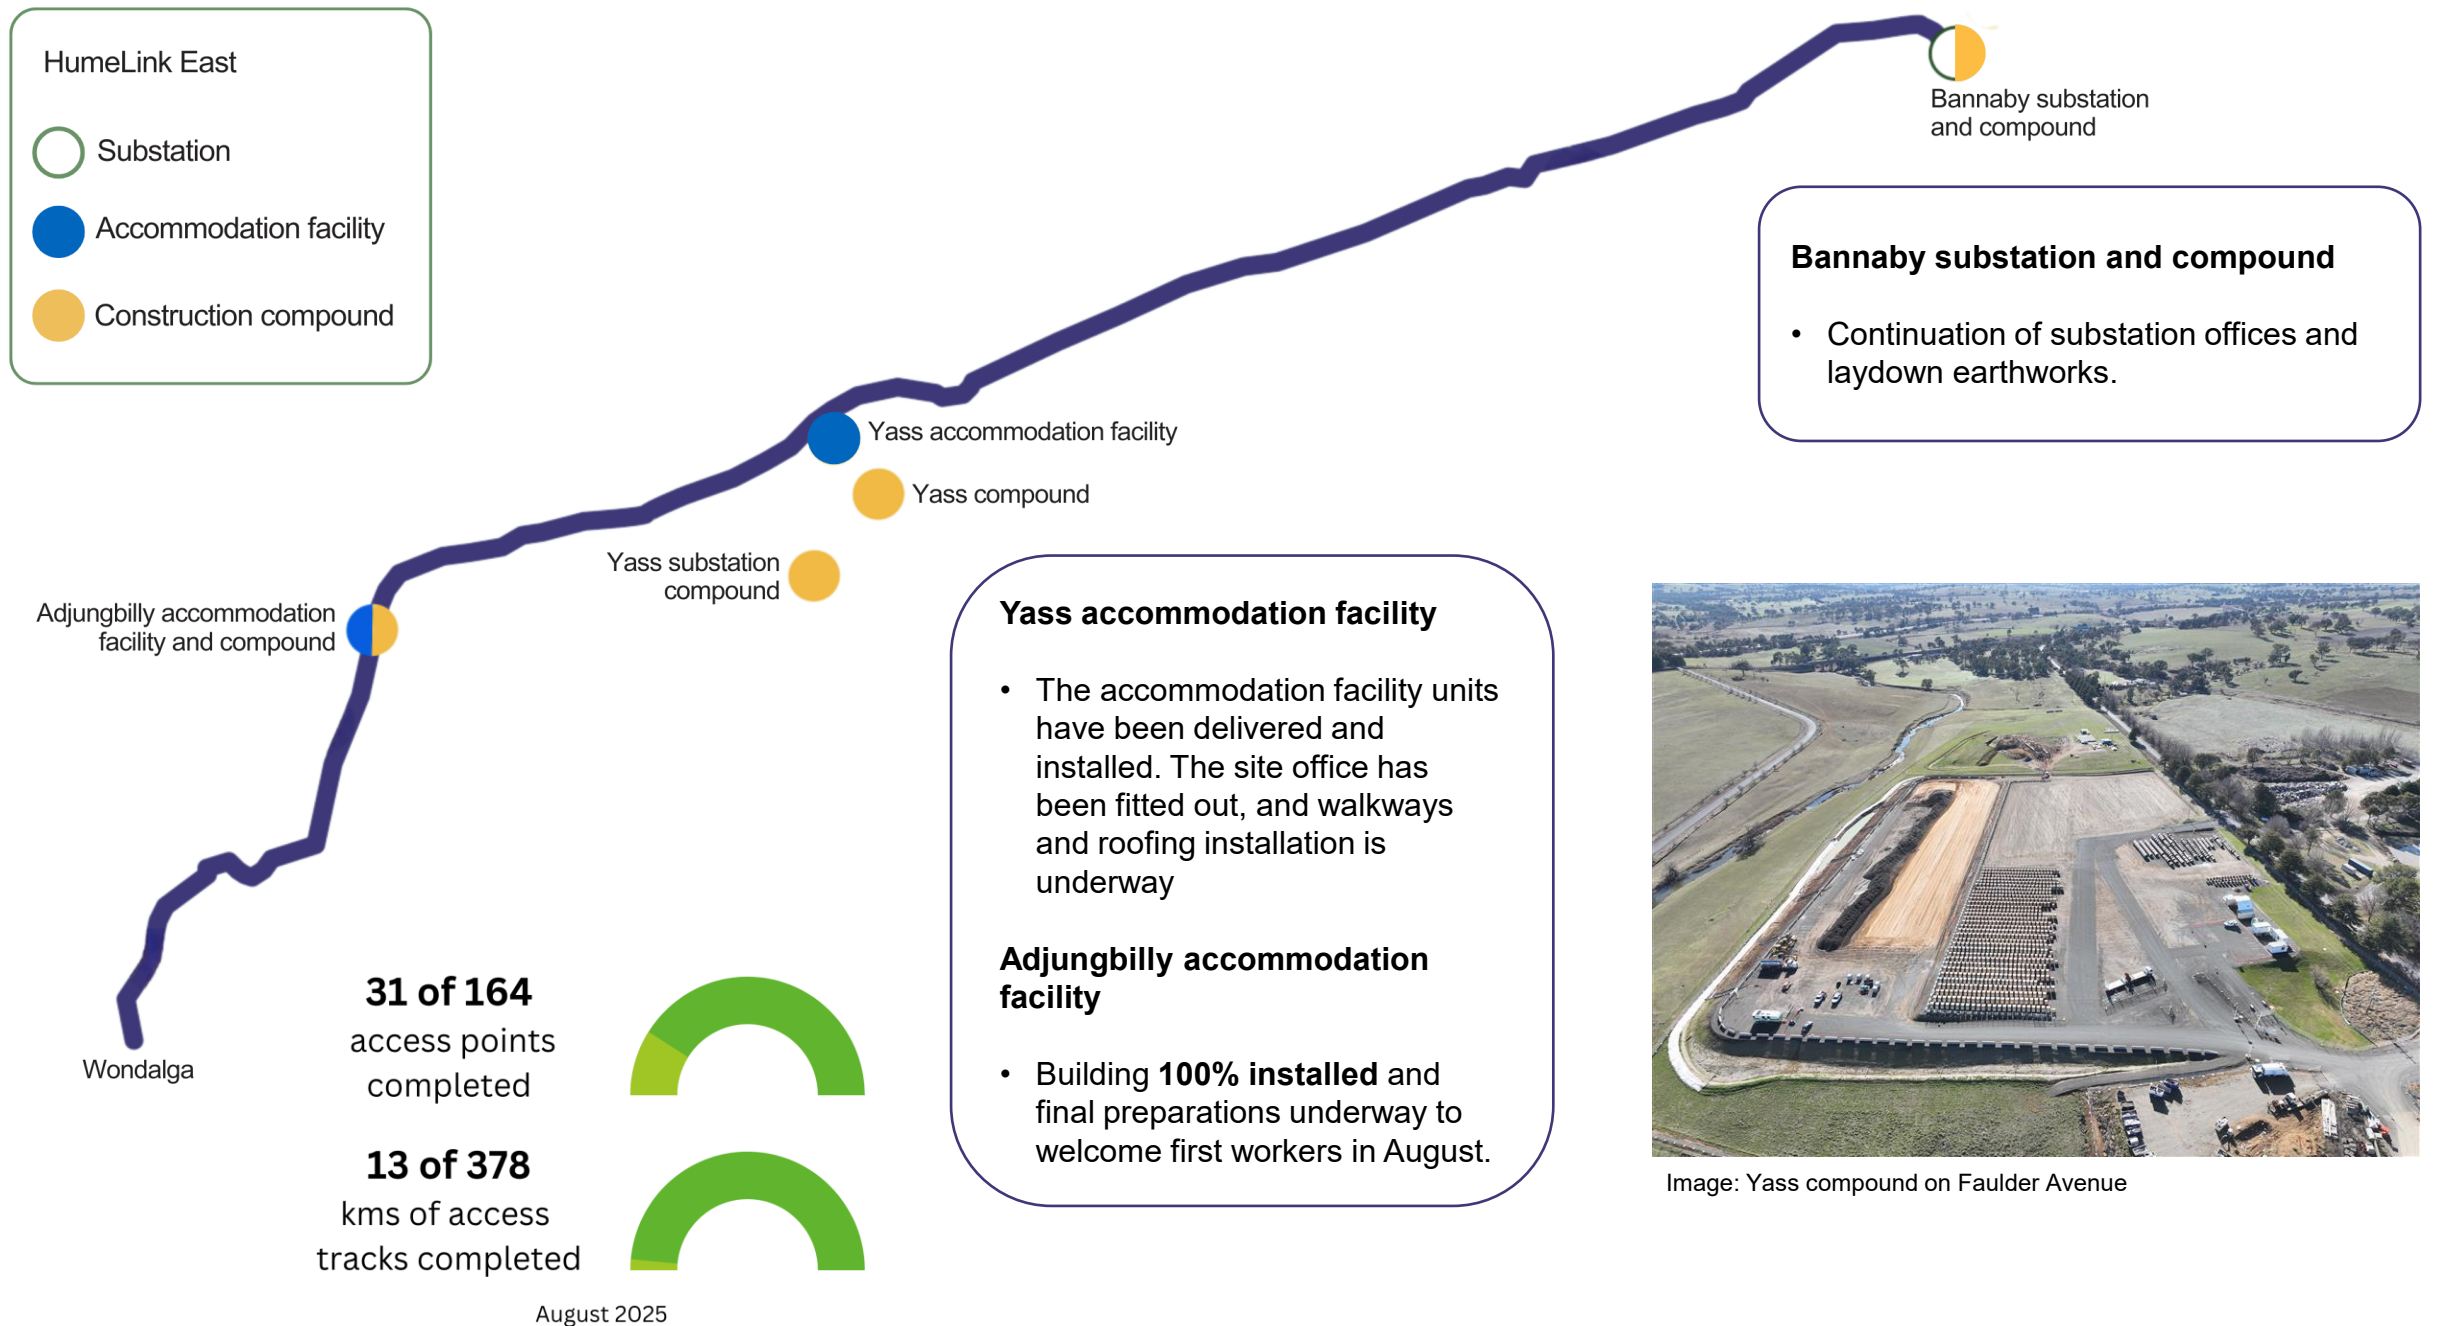 HumeLink East
Substation
Accommodation facility
Construction compound
Bannaby substation
and compound
Bannaby substation and compound
• Continuation of substation offices and
laydown earthworks.
Yass accommodation facility
Yass compound
Yass substation
compound
Adjungbilly accommodation
facility and compound
Wondalga
Yass accommodation facility
• The accommodation facility units
have been delivered and
installed. The site office has
been fitted out, and walkways
and roofing installation is
underway
Adjungbilly accommodation
facility
• Building 100% installed and
final preparations underway to
welcome first workers in August.
31 of 164
access points
completed
13 of 378
kms of access
tracks completed
August 2025
Image: Yass compound on Faulder Avenue